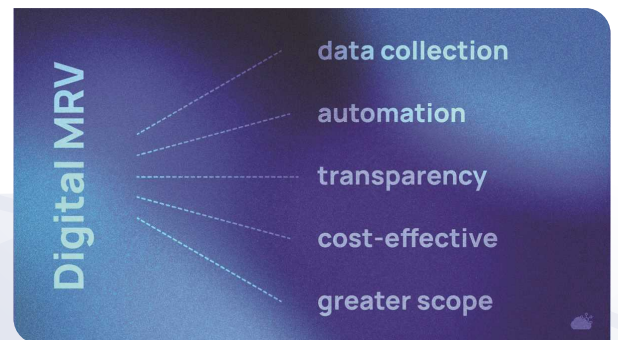 Digital MRV
data collection
automation
transparency
cost-effective
greater scope